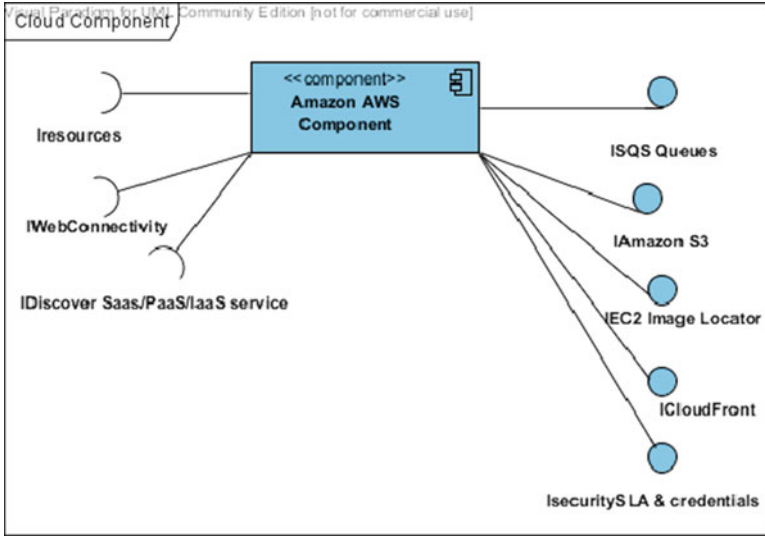 Visual Paradigm for UML Community Edition [not for commercial use]
Cloud Component
<<component>>
Amazon AWS
Component
Iresources
ISQS Queues
IWebConnectivity
IAmazon S3
IDiscover Saas/PaaS/IaaS service
IEC2 Image Locator
ICloudFront
IsecuritySLA & credentials